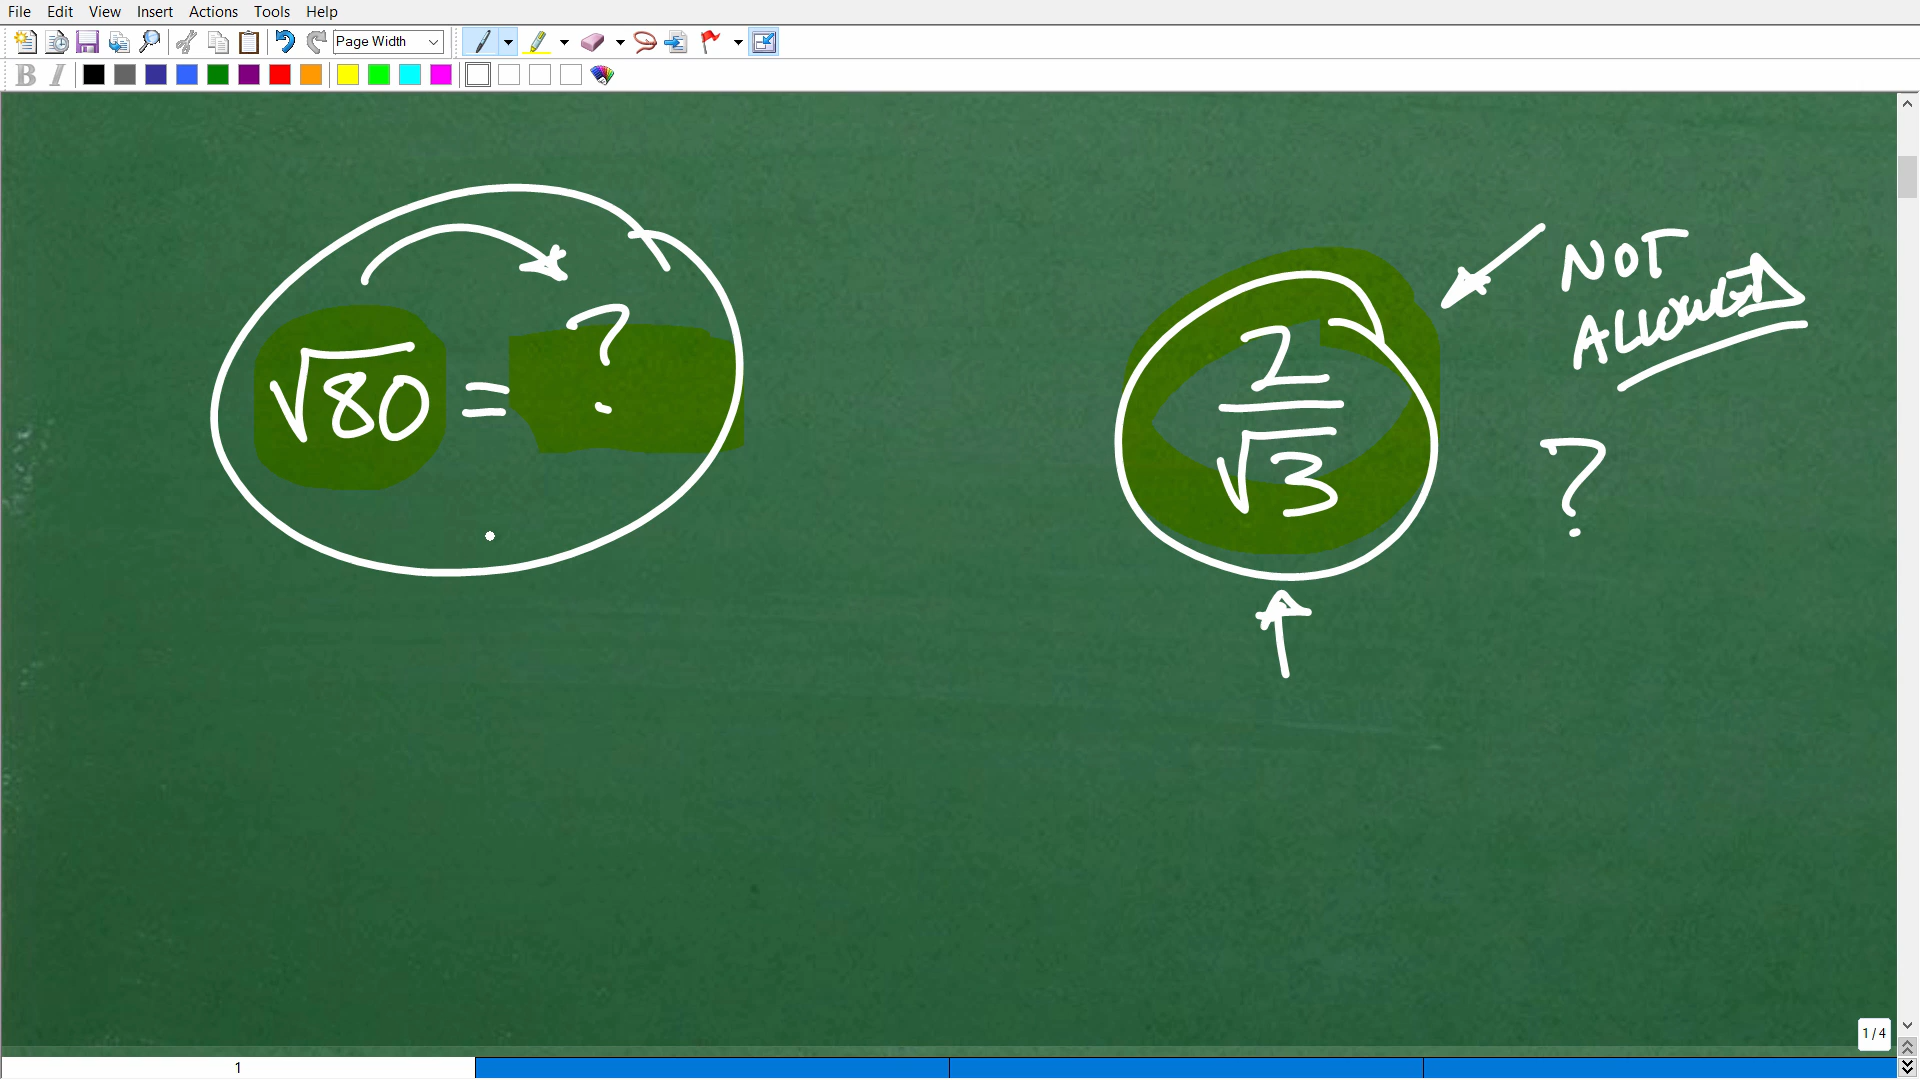 File Edit View Insert Actions Tools Help
Page Width
B I
√80 = ?
2
√3
NOT
ALLOWED
?
1 / 4
1